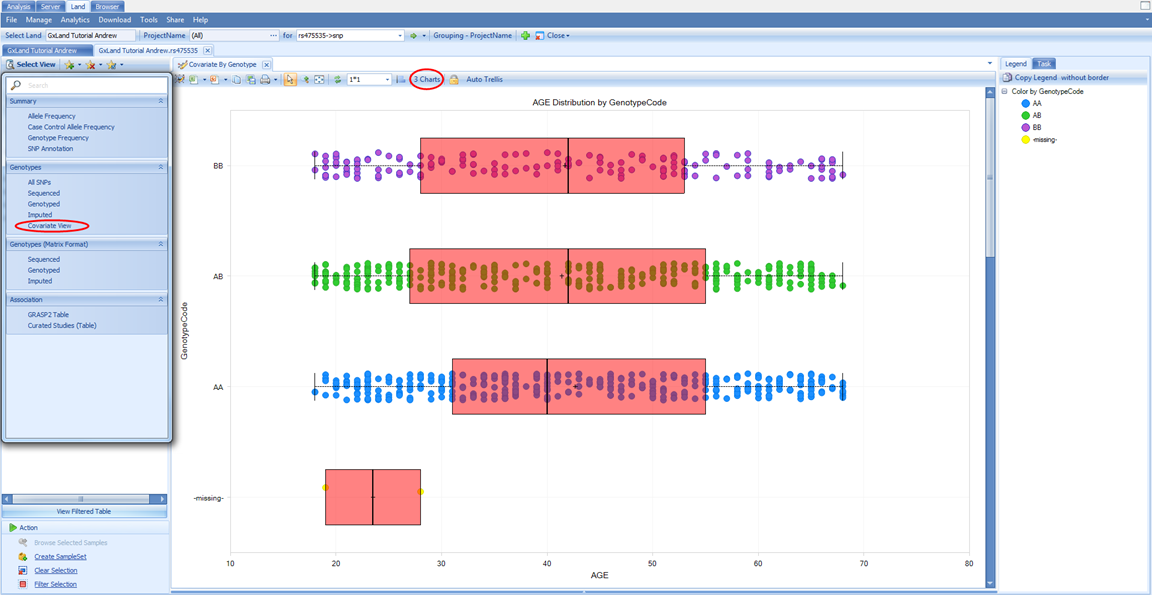 Analysis Server Land Browser
File Manage Analytics Download Tools Share Help
Select Land GxLand Tutorial Andrew ProjectName (All) ... for rs475535->snp Grouping - ProjectName Close
GxLand Tutorial Andrew GxLand Tutorial Andrew.rs475535
Select View
Search
Summary
Allele Frequency
Case Control Allele Frequency
Genotype Frequency
SNP Annotation
Genotypes
All SNPs
Sequenced
Genotyped
Imputed
Covariate View
Genotypes (Matrix Format)
Sequenced
Genotyped
Imputed
Association
GRASP2 Table
Curated Studies (Table)
View Filtered Table
Action
Browse Selected Samples
Create SampleSet
Clear Selection
Filter Selection
Covariate By Genotype
1*1 3 Charts Auto Trellis
AGE Distribution by GenotypeCode
GenotypeCode
BB
AB
AA
-missing-
10 20 30 40 50 60 70 80
AGE
Legend Task
Copy Legend without border
Color by GenotypeCode
AA
AB
BB
-missing-